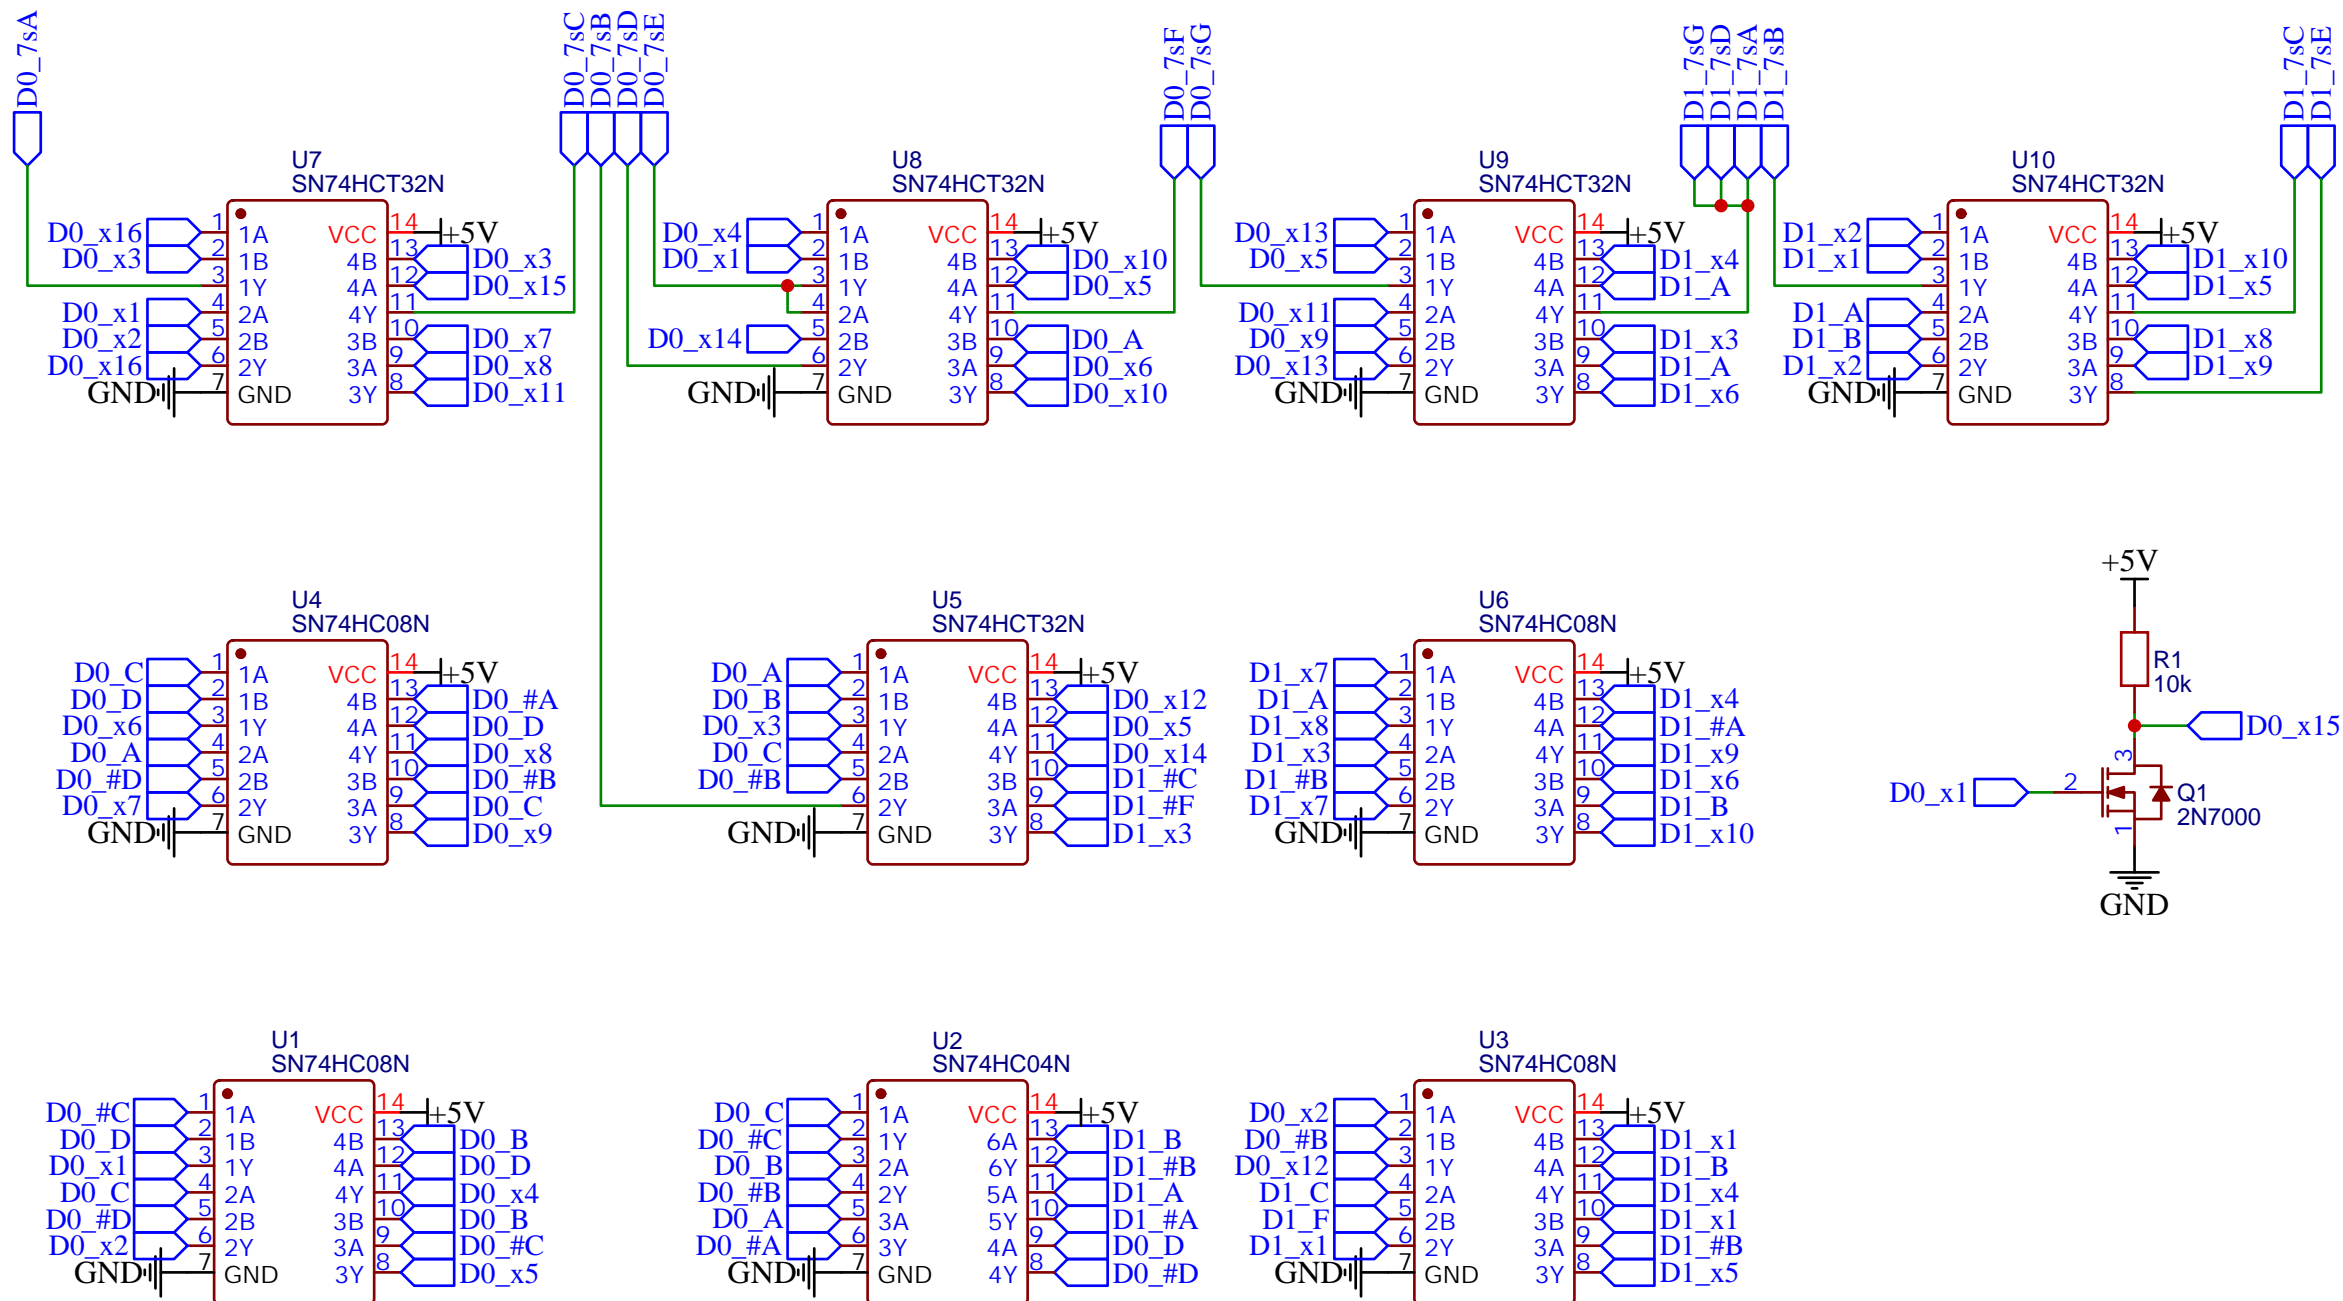 D0_7sA
D0_7sC
D0_7sB
D0_7sD
D0_7sE
D0_7sF
D0_7sG
D1_7sG
D1_7sD
D1_7sA
D1_7sB
D1_7sC
D1_7sE
U7
SN74HCT32N
D0_x16 1 1A VCC 14 +5V
D0_x3 2 1B 4B 13 D0_x3
3 1Y 4A 12 D0_x15
D0_x1 4 2A 4Y 11
D0_x2 5 2B 3B 10 D0_x7
D0_x16 6 2Y 3A 9 D0_x8
GND 7 GND 3Y 8 D0_x11
U8
SN74HCT32N
D0_x4 1 1A VCC 14 +5V
D0_x1 2 1B 4B 13 D0_x10
3 1Y 4A 12 D0_x5
4 2A 4Y 11
D0_x14 5 2B 3B 10 D0_A
6 2Y 3A 9 D0_x6
GND 7 GND 3Y 8 D0_x10
U9
SN74HCT32N
D0_x13 1 1A VCC 14 +5V
D0_x5 2 1B 4B 13 D1_x4
3 1Y 4A 12 D1_A
D0_x11 4 2A 4Y 11
D0_x9 5 2B 3B 10 D1_x3
D0_x13 6 2Y 3A 9 D1_A
GND 7 GND 3Y 8 D1_x6
U10
SN74HCT32N
D1_x2 1 1A VCC 14 +5V
D1_x1 2 1B 4B 13 D1_x10
3 1Y 4A 12 D1_x5
D1_A 4 2A 4Y 11
D1_B 5 2B 3B 10 D1_x8
D1_x2 6 2Y 3A 9 D1_x9
GND 7 GND 3Y 8
U4
SN74HC08N
D0_C 1 1A VCC 14 +5V
D0_D 2 1B 4B 13 D0_#A
D0_x6 3 1Y 4A 12 D0_D
D0_A 4 2A 4Y 11 D0_x8
D0_#D 5 2B 3B 10 D0_#B
D0_x7 6 2Y 3A 9 D0_C
GND 7 GND 3Y 8 D0_x9
U5
SN74HCT32N
D0_A 1 1A VCC 14 +5V
D0_B 2 1B 4B 13 D0_x12
D0_x3 3 1Y 4A 12 D0_x5
D0_C 4 2A 4Y 11 D0_x14
D0_#B 5 2B 3B 10 D1_#C
6 2Y 3A 9 D1_#F
GND 7 GND 3Y 8 D1_x3
U6
SN74HC08N
D1_x7 1 1A VCC 14 +5V
D1_A 2 1B 4B 13 D1_x4
D1_x8 3 1Y 4A 12 D1_#A
D1_x3 4 2A 4Y 11 D1_x9
D1_#B 5 2B 3B 10 D1_x6
D1_x7 6 2Y 3A 9 D1_B
GND 7 GND 3Y 8 D1_x10
+5V
R1
10k
D0_x15
3
D0_x1 2
Q1
2N7000
1
GND
U1
SN74HC08N
D0_#C 1 1A VCC 14 +5V
D0_D 2 1B 4B 13 D0_B
D0_x1 3 1Y 4A 12 D0_D
D0_C 4 2A 4Y 11 D0_x4
D0_#D 5 2B 3B 10 D0_B
D0_x2 6 2Y 3A 9 D0_#C
GND 7 GND 3Y 8 D0_x5
U2
SN74HC04N
D0_C 1 1A VCC 14 +5V
D0_#C 2 1Y 6A 13 D1_B
D0_B 3 2A 6Y 12 D1_#B
D0_#B 4 2Y 5A 11 D1_A
D0_A 5 3A 5Y 10 D1_#A
D0_#A 6 3Y 4A 9 D0_D
GND 7 GND 4Y 8 D0_#D
U3
SN74HC08N
D0_x2 1 1A VCC 14 +5V
D0_#B 2 1B 4B 13 D1_x1
D0_x12 3 1Y 4A 12 D1_B
D1_C 4 2A 4Y 11 D1_x4
D1_F 5 2B 3B 10 D1_x1
D1_x1 6 2Y 3A 9 D1_#B
GND 7 GND 3Y 8 D1_x5